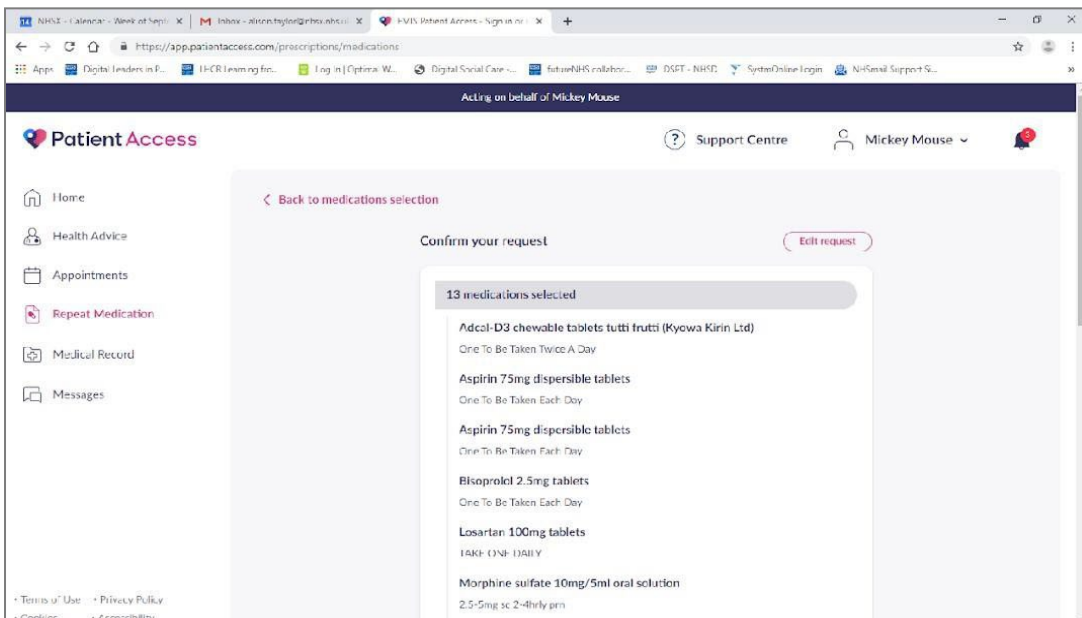 NHSX - Calendar - Week of Sept
Inbox - alison.taylor@nhsx.nhs.u
EMIS Patient Access - Sign in or
https://app.patientaccess.com/prescriptions/medications
Apps
Digital Leaders in P...
LHCR Learning fro...
Log In | Optimal W...
Digital Social Care -...
futureNHS collabor...
DSPT - NHSD
SystmOnline Login
NHSmail Support Si...
Acting on behalf of Mickey Mouse
Patient Access
Support Centre
Mickey Mouse
3
Home
Health Advice
Appointments
Repeat Medication
Medical Record
Messages
Back to medications selection
Confirm your request
Edit request
13 medications selected
Adcal-D3 chewable tablets tutti frutti (Kyowa Kirin Ltd)
One To Be Taken Twice A Day
Aspirin 75mg dispersible tablets
One To Be Taken Each Day
Aspirin 75mg dispersible tablets
One To Be Taken Each Day
Bisoprolol 2.5mg tablets
One To Be Taken Each Day
Losartan 100mg tablets
TAKE ONE DAILY
Morphine sulfate 10mg/5ml oral solution
2.5-5mg sc 2-4hrly prn
• Terms of Use • Privacy Policy
• Cookies • Accessibility